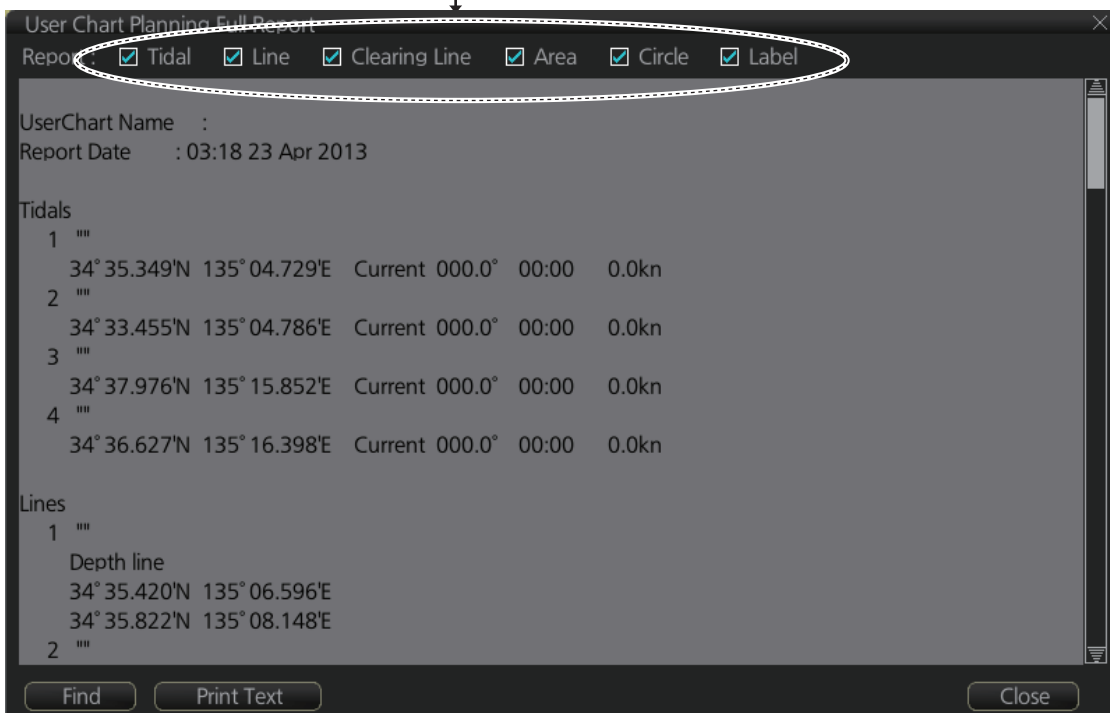 User Chart Planning Full Report
Report : Tidal Line Clearing Line Area Circle Label
UserChart Name :
Report Date : 03:18 23 Apr 2013
Tidals
1 ""
34°35.349'N 135°04.729'E Current 000.0° 00:00 0.0kn
2 ""
34°33.455'N 135°04.786'E Current 000.0° 00:00 0.0kn
3 ""
34°37.976'N 135°15.852'E Current 000.0° 00:00 0.0kn
4 ""
34°36.627'N 135°16.398'E Current 000.0° 00:00 0.0kn
Lines
1 ""
Depth line
34°35.420'N 135°06.596'E
34°35.822'N 135°08.148'E
2 ""
Find Print Text Close